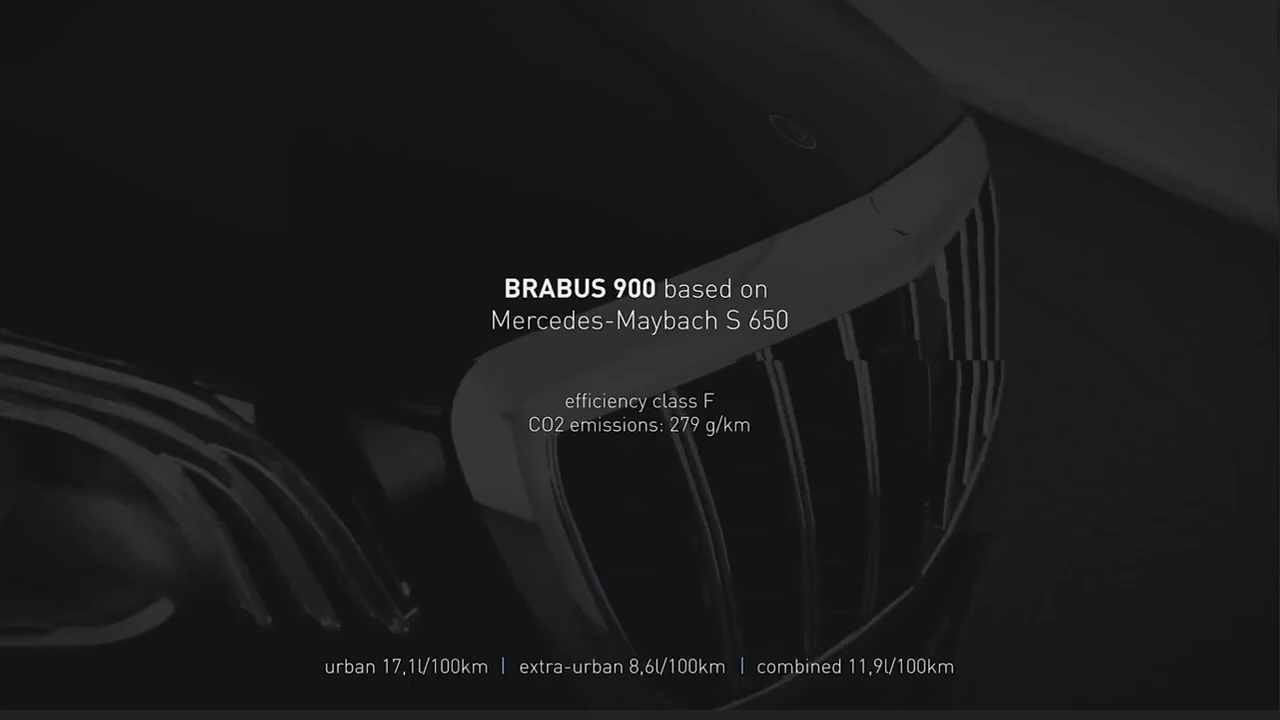 BRABUS 900 based on
Mercedes-Maybach S 650
efficiency class F
CO2 emissions: 279 g/km
urban 17,1l/100km | extra-urban 8,6l/100km | combined 11,9l/100km